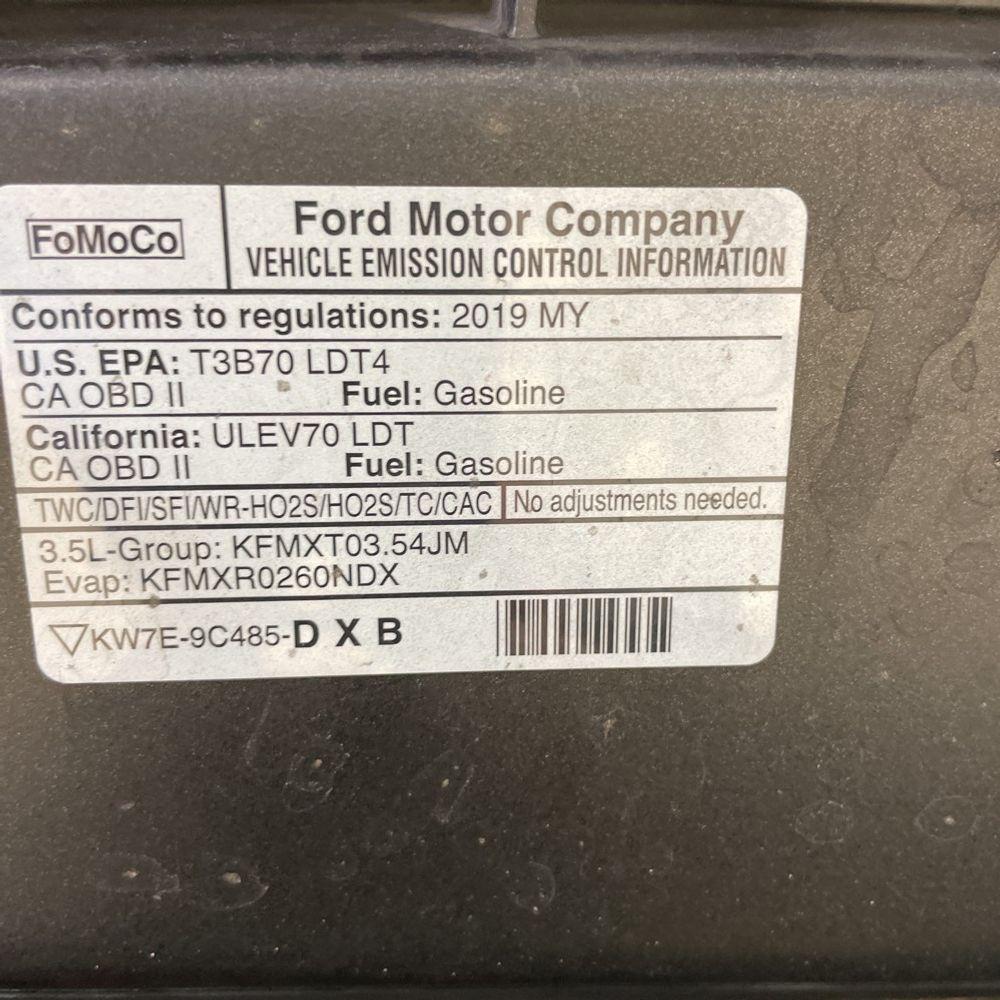 FoMoCo
Ford Motor Company
VEHICLE EMISSION CONTROL INFORMATION
Conforms to regulations: 2019 MY
U.S. EPA: T3B70 LDT4
CA OBD II Fuel: Gasoline
California: ULEV70 LDT
CA OBD II Fuel: Gasoline
TWC/DFI/SFI/WR-HO2S/HO2S/TC/CAC No adjustments needed.
3.5L-Group: KFMXT03.54JM
Evap: KFMXR0260NDX
KW7E-9C485-D X B